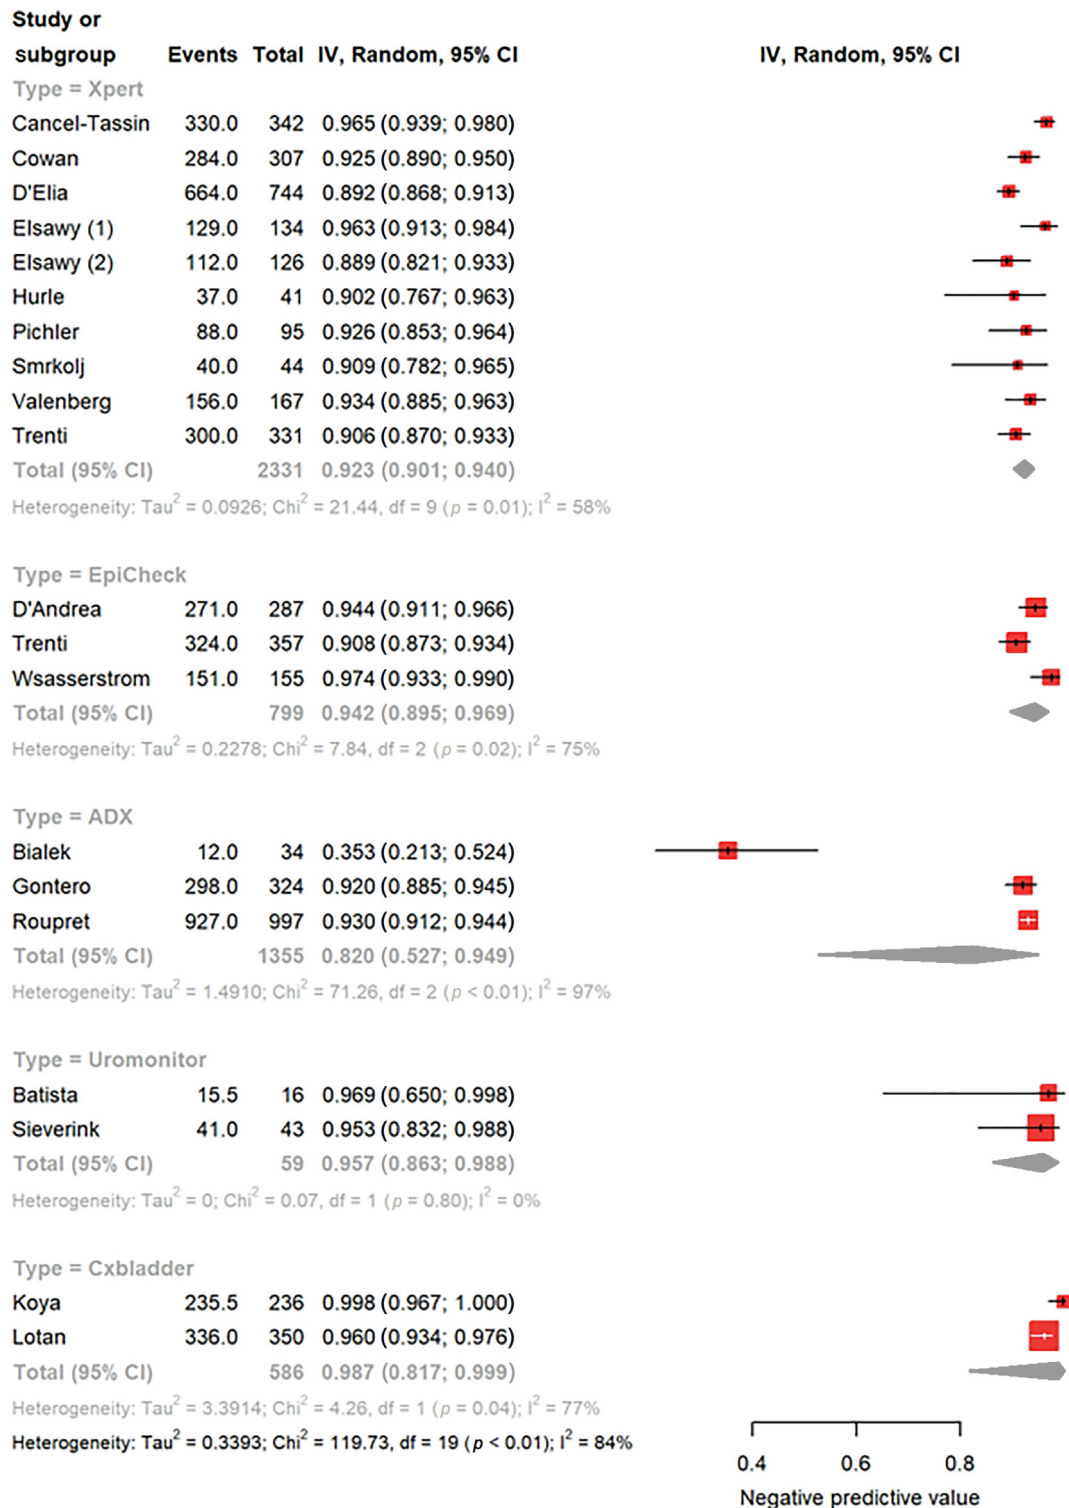 Study or
subgroup Events Total IV, Random, 95% CI IV, Random, 95% CI
Type = Xpert
Cancel-Tassin 330.0 342 0.965 (0.939; 0.980)
Cowan 284.0 307 0.925 (0.890; 0.950)
D'Elia 664.0 744 0.892 (0.868; 0.913)
Elsawy (1) 129.0 134 0.963 (0.913; 0.984)
Elsawy (2) 112.0 126 0.889 (0.821; 0.933)
Hurle 37.0 41 0.902 (0.767; 0.963)
Pichler 88.0 95 0.926 (0.853; 0.964)
Smrkolj 40.0 44 0.909 (0.782; 0.965)
Valenberg 156.0 167 0.934 (0.885; 0.963)
Trenti 300.0 331 0.906 (0.870; 0.933)
Total (95% CI) 2331 0.923 (0.901; 0.940)
Heterogeneity: Tau² = 0.0926; Chi² = 21.44, df = 9 (p = 0.01); I² = 58%
Type = EpiCheck
D'Andrea 271.0 287 0.944 (0.911; 0.966)
Trenti 324.0 357 0.908 (0.873; 0.934)
Wsasserstrom 151.0 155 0.974 (0.933; 0.990)
Total (95% CI) 799 0.942 (0.895; 0.969)
Heterogeneity: Tau² = 0.2278; Chi² = 7.84, df = 2 (p = 0.02); I² = 75%
Type = ADX
Bialek 12.0 34 0.353 (0.213; 0.524)
Gontero 298.0 324 0.920 (0.885; 0.945)
Roupret 927.0 997 0.930 (0.912; 0.944)
Total (95% CI) 1355 0.820 (0.527; 0.949)
Heterogeneity: Tau² = 1.4910; Chi² = 71.26, df = 2 (p < 0.01); I² = 97%
Type = Uromonitor
Batista 15.5 16 0.969 (0.650; 0.998)
Sieverink 41.0 43 0.953 (0.832; 0.988)
Total (95% CI) 59 0.957 (0.863; 0.988)
Heterogeneity: Tau² = 0; Chi² = 0.07, df = 1 (p = 0.80); I² = 0%
Type = Cxbladder
Koya 235.5 236 0.998 (0.967; 1.000)
Lotan 336.0 350 0.960 (0.934; 0.976)
Total (95% CI) 586 0.987 (0.817; 0.999)
Heterogeneity: Tau² = 3.3914; Chi² = 4.26, df = 1 (p = 0.04); I² = 77%
Heterogeneity: Tau² = 0.3393; Chi² = 119.73, df = 19 (p < 0.01); I² = 84%
0.4 0.6 0.8
Negative predictive value